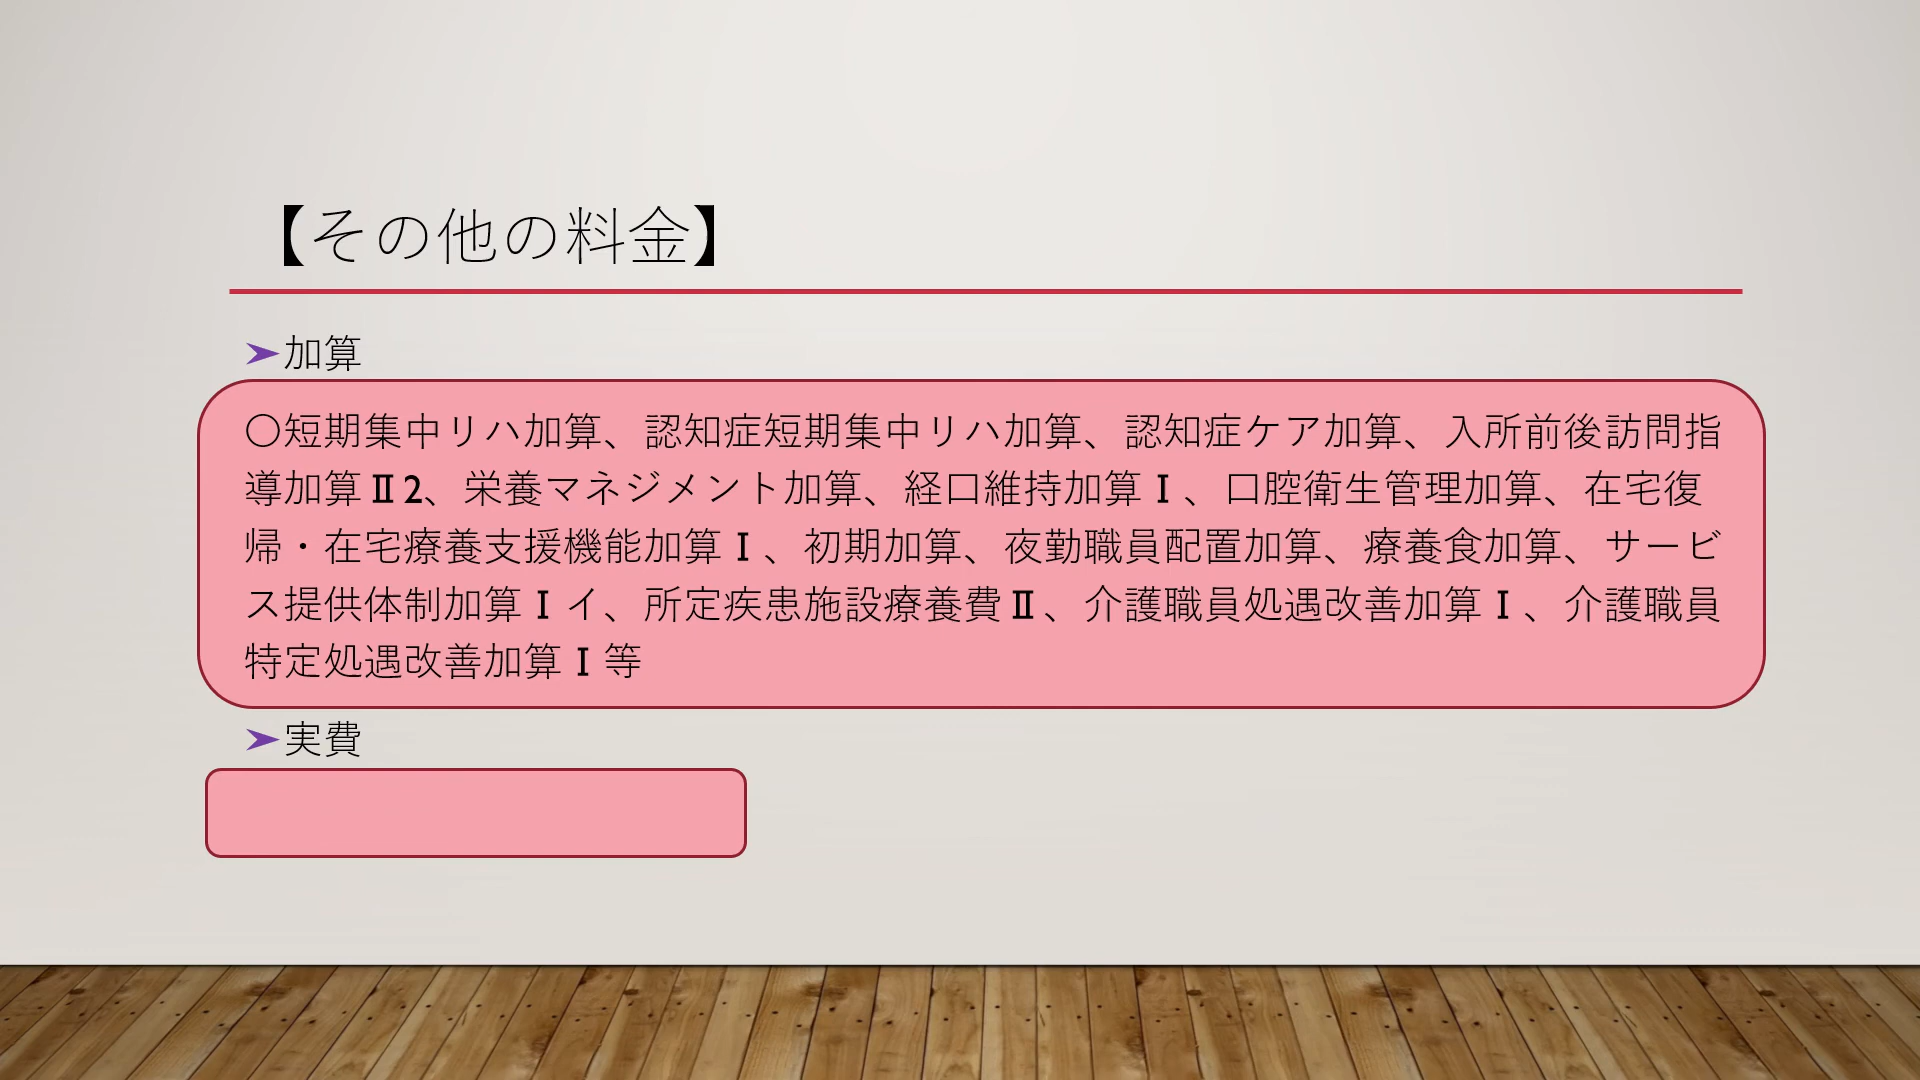 【その他の料金】
➤加算
〇短期集中リハ加算、認知症短期集中リハ加算、認知症ケア加算、入所前後訪問指
導加算Ⅱ2、栄養マネジメント加算、経口維持加算Ⅰ、口腔衛生管理加算、在宅復
帰・在宅療養支援機能加算Ⅰ、初期加算、夜勤職員配置加算、療養食加算、サービ
ス提供体制加算Ⅰイ、所定疾患施設療養費Ⅱ、介護職員処遇改善加算Ⅰ、介護職員
特定処遇改善加算Ⅰ等
➤実費